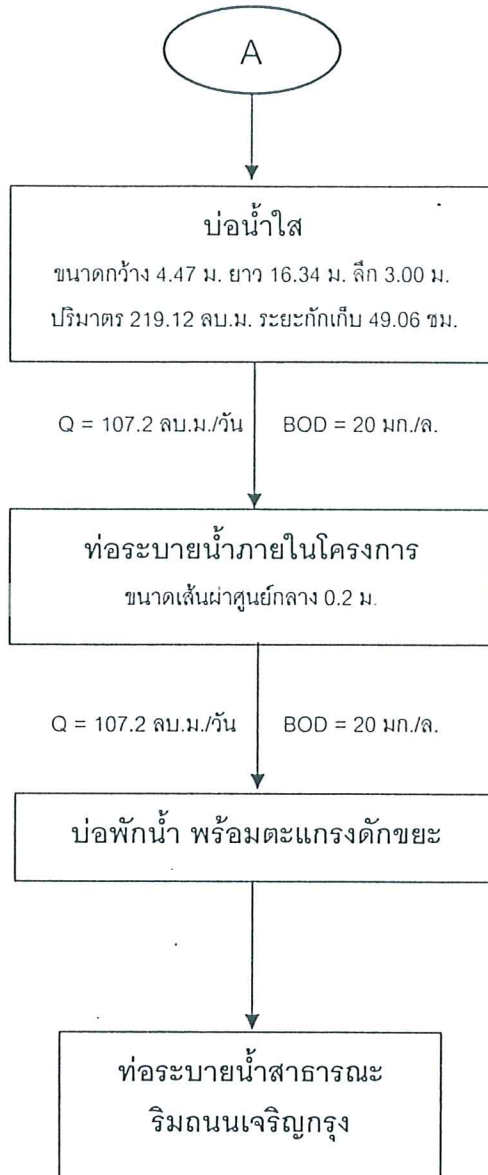 A
บ่อน้ำใส
ขนาดกว้าง 4.47 ม. ยาว 16.34 ม. ลึก 3.00 ม.
ปริมาตร 219.12 ลบ.ม. ระยะกักเก็บ 49.06 ชม.
Q = 107.2 ลบ.ม./วัน BOD = 20 มก./ล.
ท่อระบายน้ำภายในโครงการ
ขนาดเส้นผ่าศูนย์กลาง 0.2 ม.
Q = 107.2 ลบ.ม./วัน BOD = 20 มก./ล.
บ่อพักน้ำ พร้อมตะแกรงดักขยะ
ท่อระบายน้ำสาธารณะ
ริมถนนเจริญกรุง